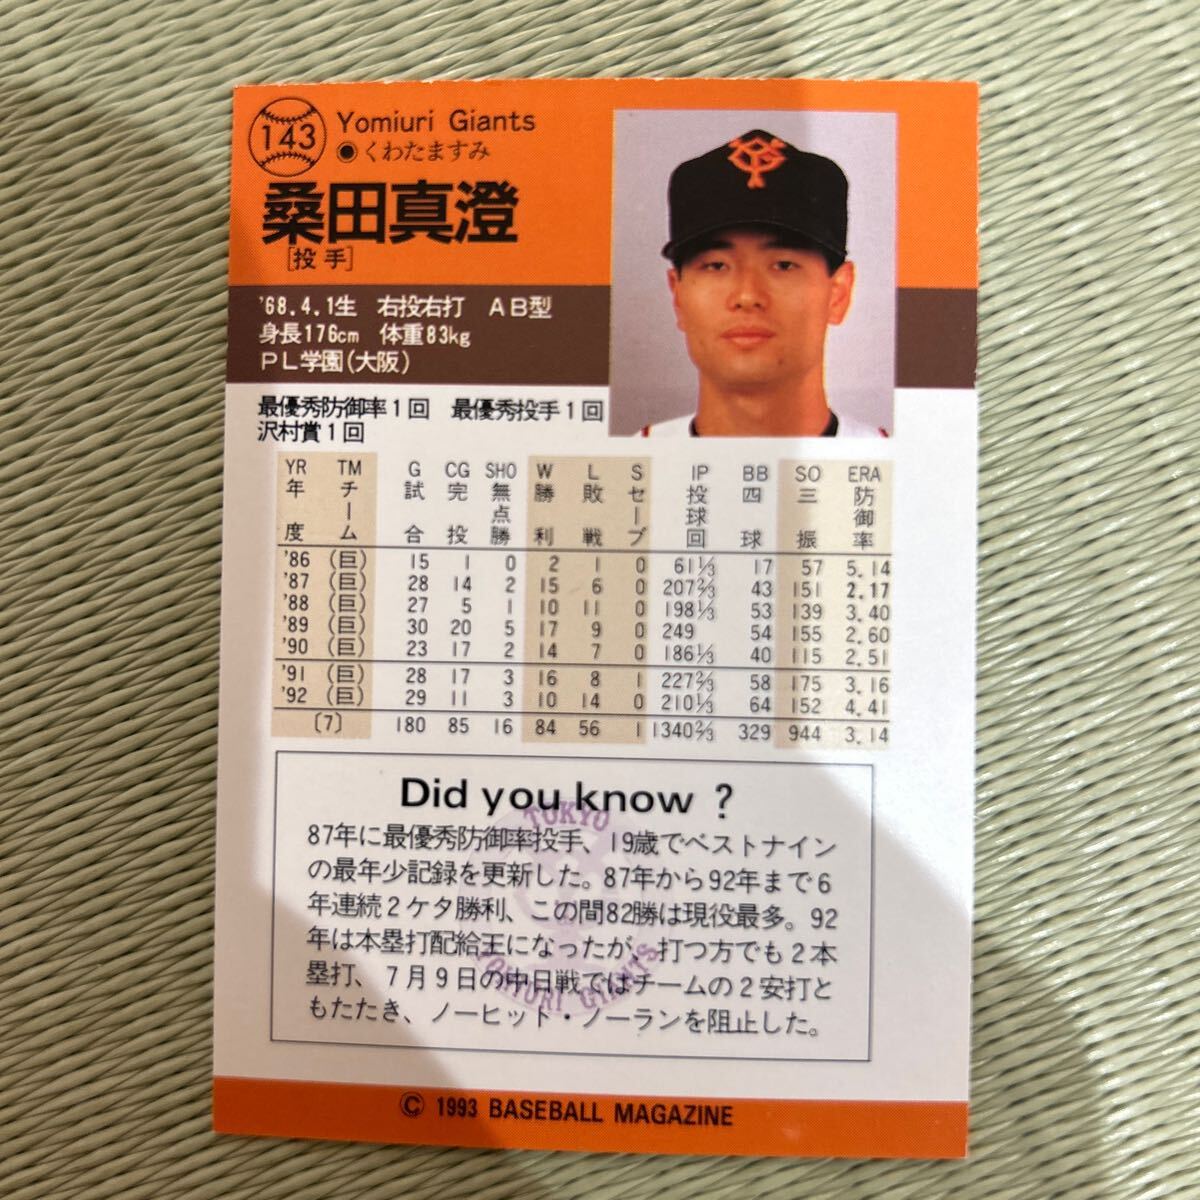 143
Yomiuri Giants
●くわたますみ
桑田真澄
[投手]
YG
'68.4.1生 右投右打 AB型
身長176cm 体重83kg
PL学園(大阪)
最優秀防御率1回 最優秀投手1回
沢村賞1回
YR TM G CG SHO W L S IP BB SO ERA
年度 チーム 試合 完投 無点勝 勝利 敗戦 セーブ 投球回 四球 三振 防御率
'86 (巨) 15 1 0 2 1 0 61⅓ 17 57 5.14
'87 (巨) 28 14 2 15 6 0 207⅔ 43 151 2.17
'88 (巨) 27 5 1 10 11 0 198⅓ 53 139 3.40
'89 (巨) 30 20 5 17 9 0 249 54 155 2.60
'90 (巨) 23 17 2 14 7 0 186⅓ 40 115 2.51
'91 (巨) 28 17 3 16 8 1 227⅔ 58 175 3.16
'92 (巨) 29 11 3 10 14 0 210⅓ 64 152 4.41
〔7〕 180 85 16 84 56 1 1340⅔ 329 944 3.14
Did you know ?
87年に最優秀防御率投手、19歳でベストナイン
の最年少記録を更新した。87年から92年まで6
年連続2ケタ勝利、この間82勝は現役最多。92
年は本塁打配給王になったが、打つ方でも2本
塁打、7月9日の中日戦ではチームの2安打と
もたたき、ノーヒット・ノーランを阻止した。
TOKYO
YOMIURI GIANTS
© 1993 BASEBALL MAGAZINE